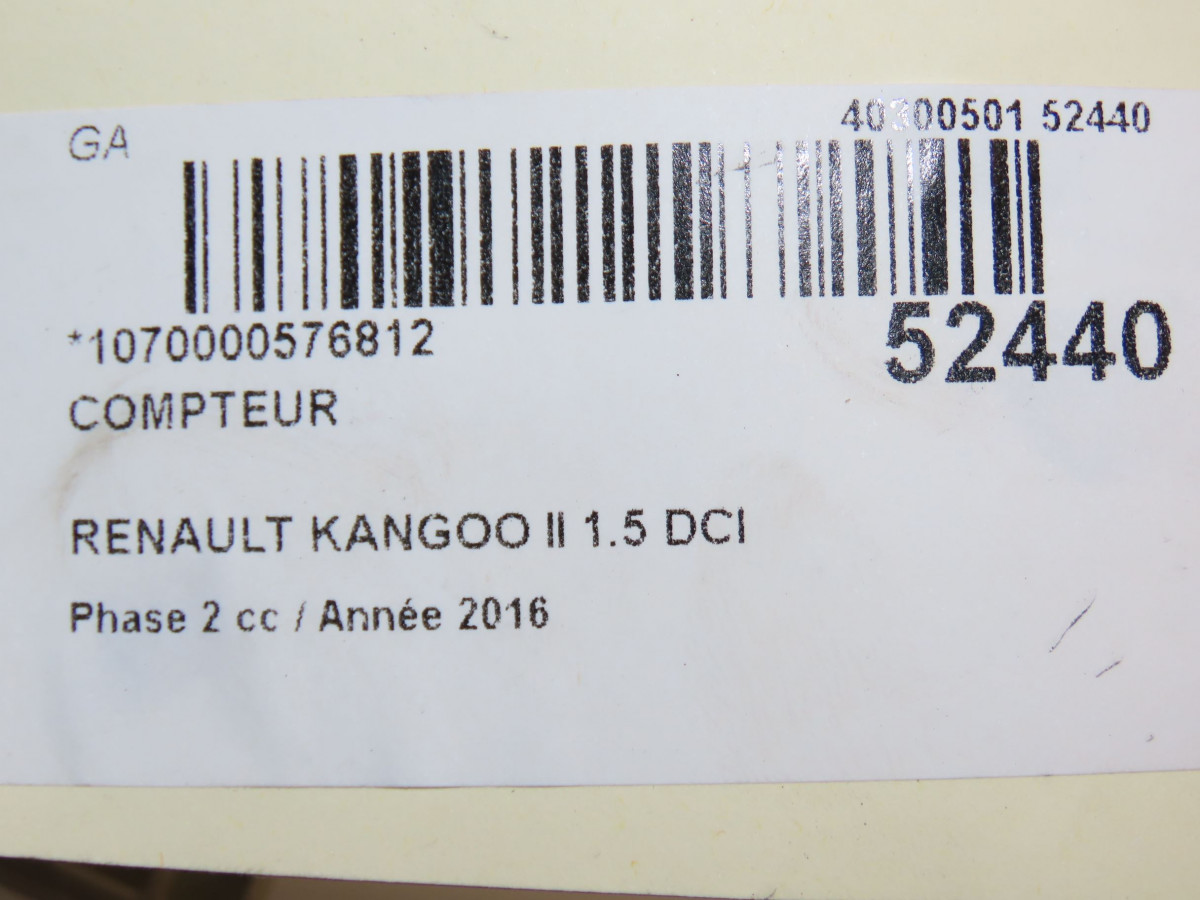 GA
40300501 52440
*1070000576812
52440
COMPTEUR
RENAULT KANGOO II 1.5 DCI
Phase 2 cc / Année 2016